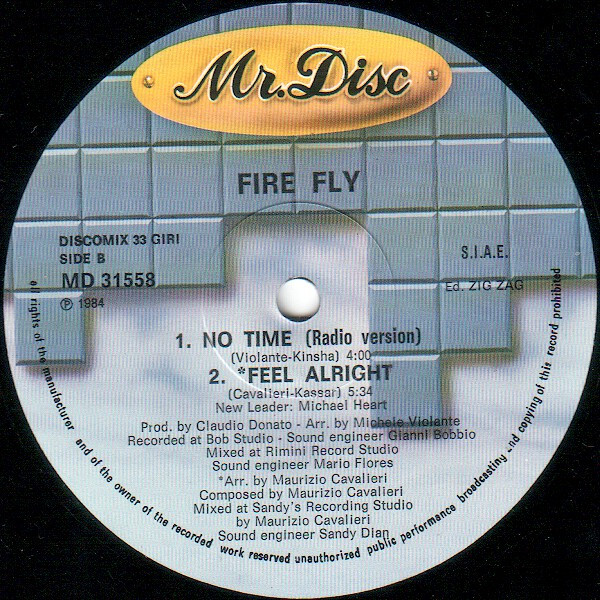 Mr. Disc
FIRE FLY
DISCOMIX 33 GIRI
SIDE B
MD 31558
℗ 1984
S.I.A.E.
Ed. ZIG ZAG
1. NO TIME (Radio version)
(Violante-Kinsha) 4:00
2. *FEEL ALRIGHT
(Cavalieri-Kassar) 5:34
New Leader: Michael Heart
Prod. by Claudio Donato - Arr. by Michele Violante
Recorded at Bob Studio - Sound engineer Gianni Bobbio
Mixed at Rimini Record Studio
Sound engineer Mario Flores
*Arr. by Maurizio Cavalieri
Composed by Maurizio Cavalieri
Mixed at Sandy's Recording Studio
by Maurizio Cavalieri
Sound engineer Sandy Dian
all rights of the manufacturer and of the owner of the recorded work reserved unauthorized public performance broadcasting and copying of this record prohibited